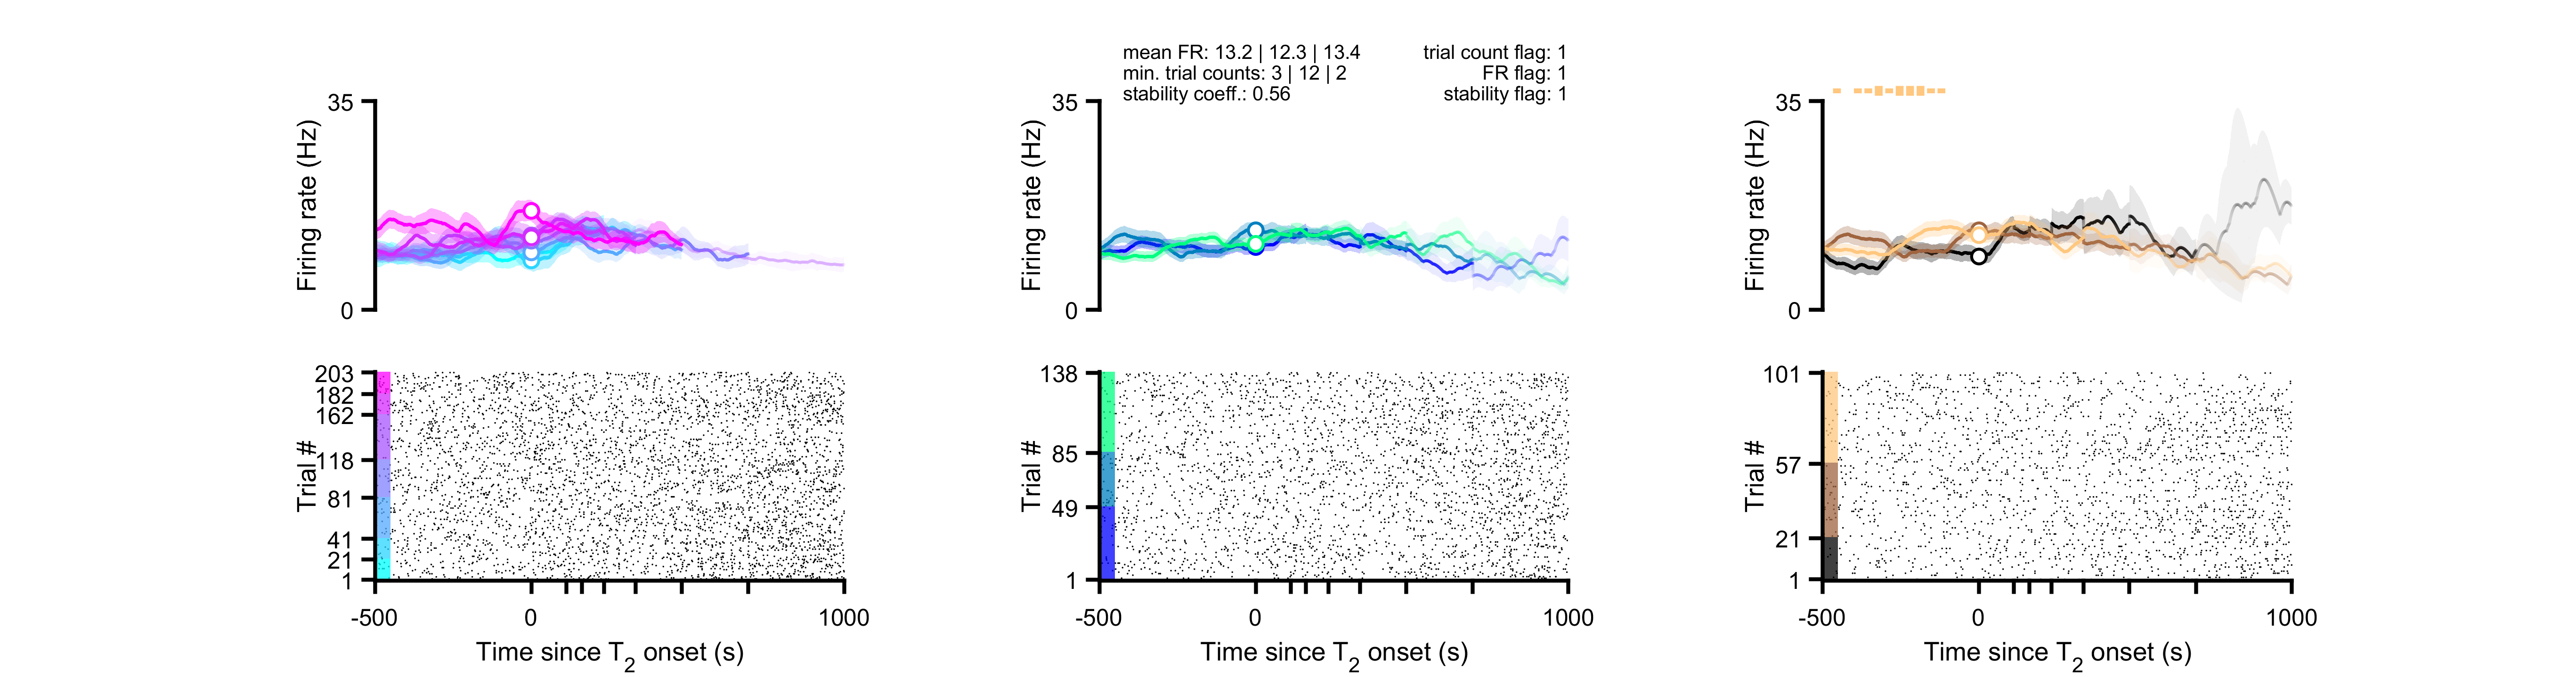 mean FR: 13.2 | 12.3 | 13.4
min. trial counts: 3 | 12 | 2
stability coeff.: 0.56
trial count flag: 1
FR flag: 1
stability flag: 1
35
Firing rate (Hz)
0
35
Firing rate (Hz)
0
35
Firing rate (Hz)
0
203
182
162
118
81
41
21
1
Trial #
-500
0
1000
Time since T2 onset (s)
138
85
49
1
Trial #
-500
0
1000
Time since T2 onset (s)
101
57
21
1
Trial #
-500
0
1000
Time since T2 onset (s)